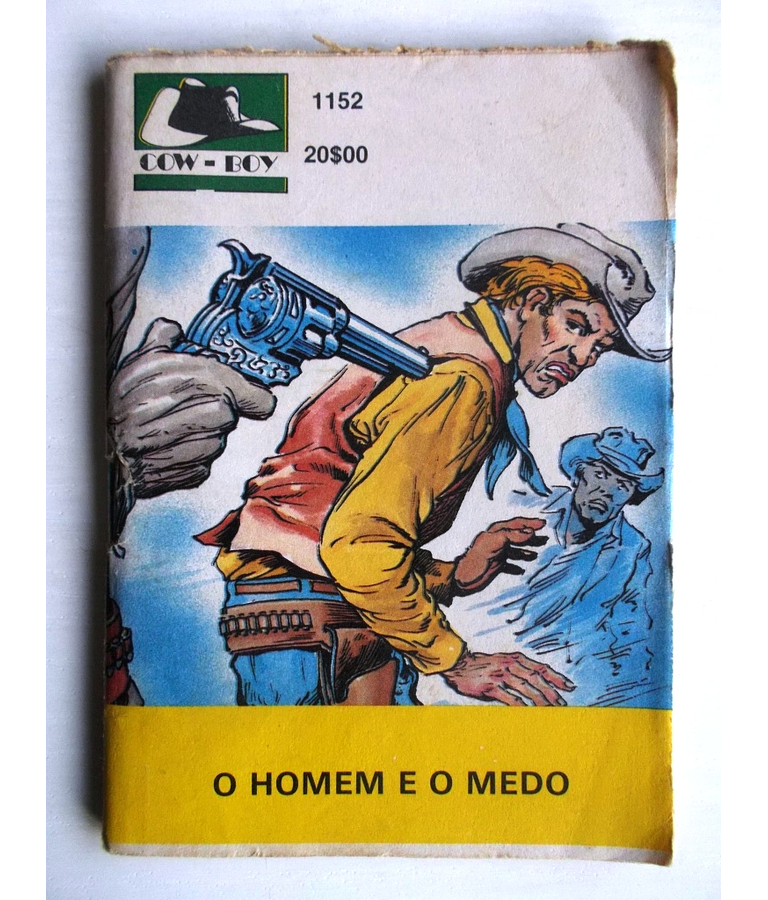 1152
COW - BOY
20$00
O HOMEM E O MEDO